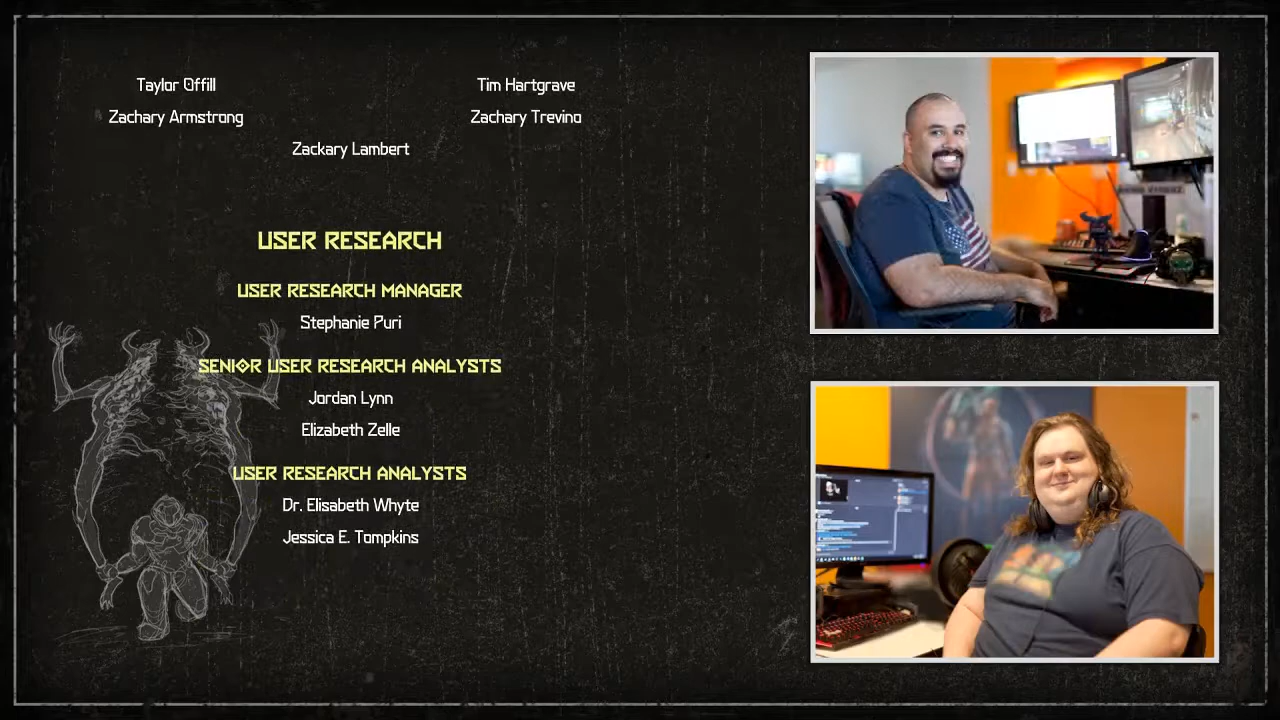 Taylor Offill Tim Hartgrave
Zachary Armstrong Zachary Trevino
Zackary Lambert
USER RESEARCH
USER RESEARCH MANAGER
Stephanie Puri
SENIOR USER RESEARCH ANALYSTS
Jordan Lynn
Elizabeth Zelle
USER RESEARCH ANALYSTS
Dr. Elisabeth Whyte
Jessica E. Tompkins